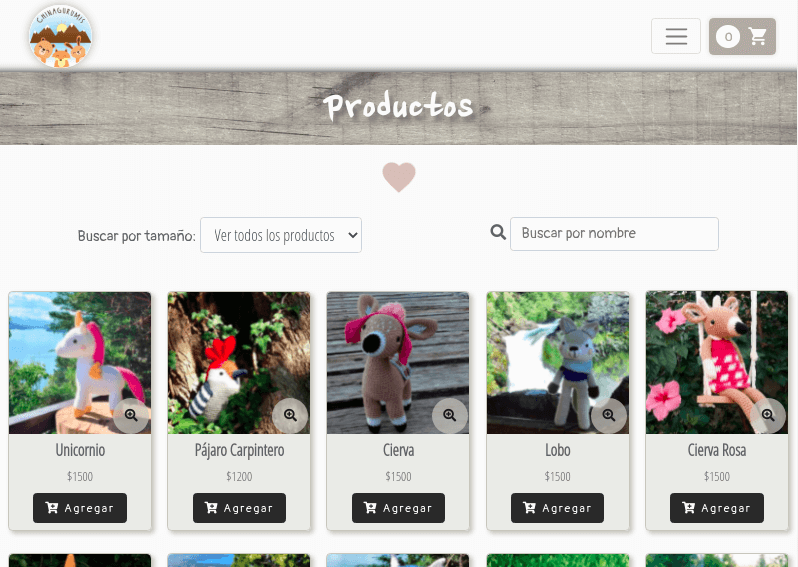 CHINAGURUMIS
0
Productos
Buscar por tamaño: Ver todos los productos
Buscar por nombre
Unicornio
$1500
Agregar
Pájaro Carpintero
$1200
Agregar
Cierva
$1500
Agregar
Lobo
$1500
Agregar
Cierva Rosa
$1500
Agregar